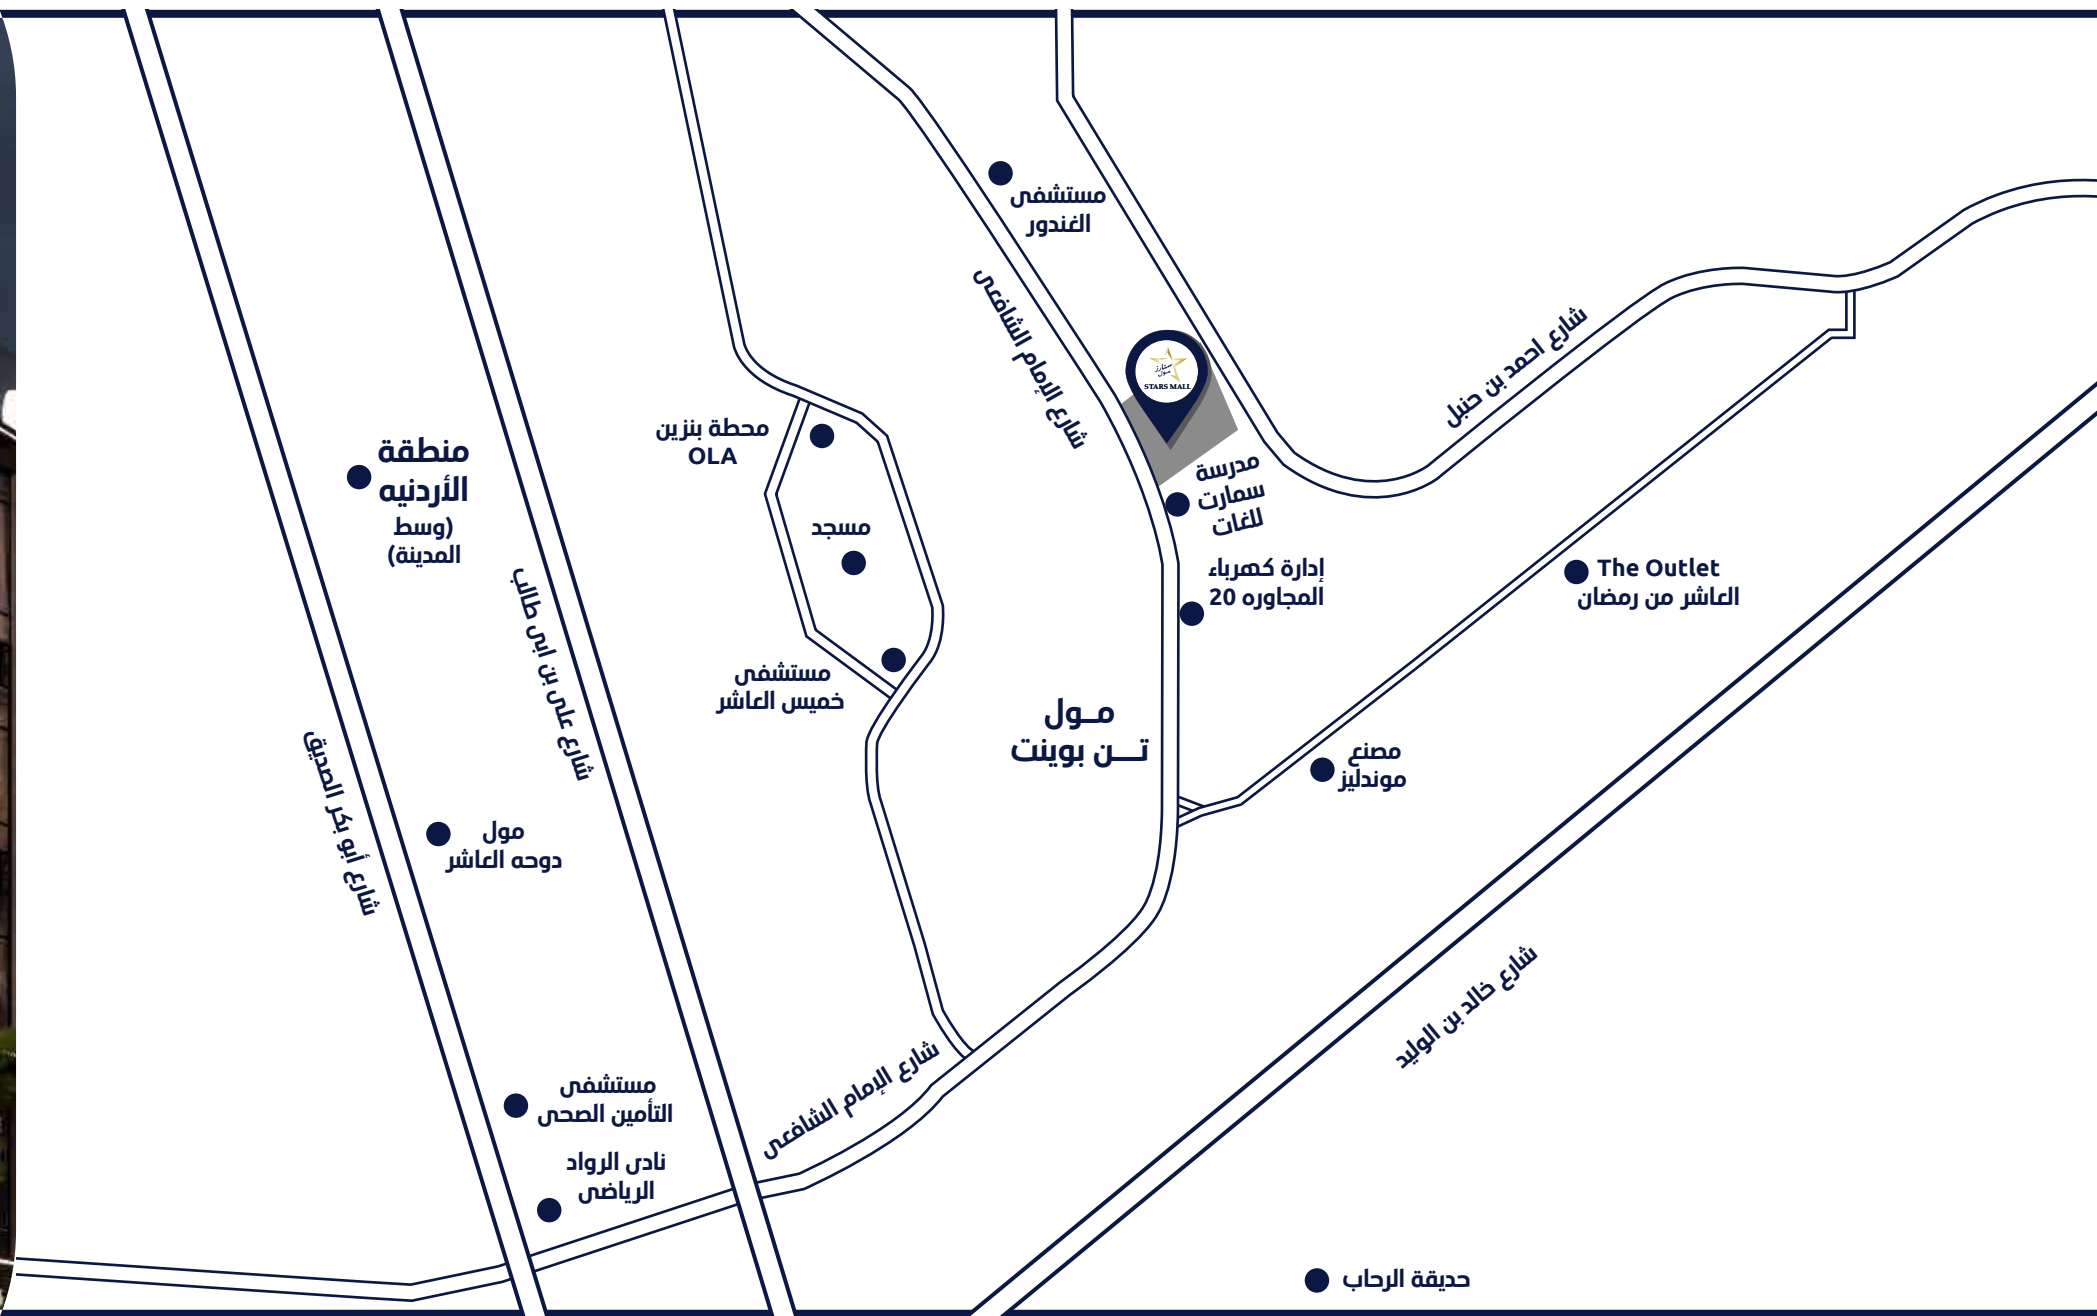 مستشفى
الغندور
شارع الإمام الشافعى
ستارز
مول
STARS MALL
شارع احمد بن حنبل
محطة بنزين
OLA
منطقة
الأردنيه
(وسط
المدينة)
مدرسة
سمارت
للغات
مسجد
إدارة كهرباء
المجاوره 20
The Outlet
العاشر من رمضان
شارع على بن ابى طالب
مستشفى
خميس العاشر
مــول
تـــن بوينت
مصنع
موندليز
شارع أبو بكر الصديق
مول
دوحه العاشر
شارع خالد بن الوليد
شارع الإمام الشافعى
مستشفى
التأمين الصحى
نادى الرواد
الرياضى
حديقة الرحاب